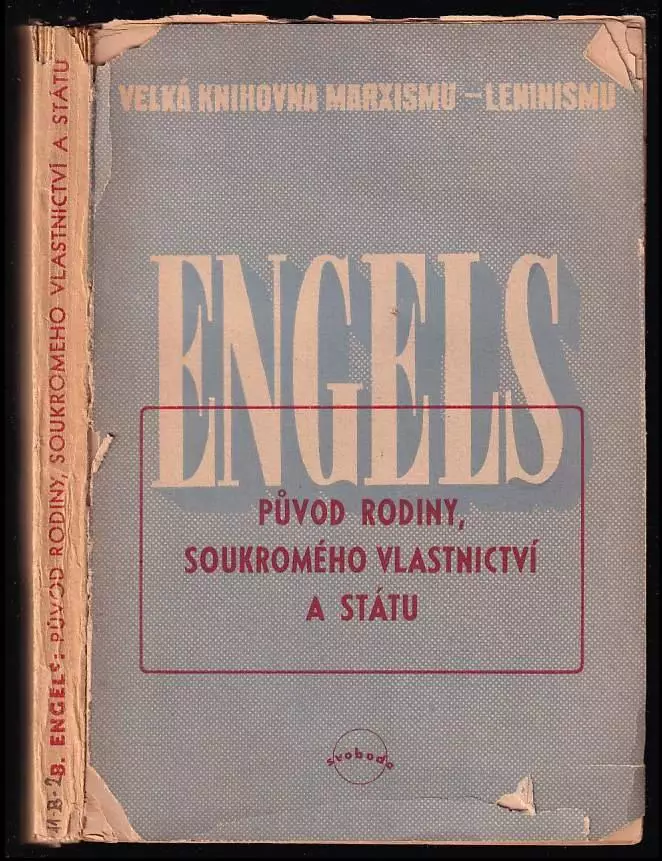 VELKÁ KNIHOVNA MARXISMU – LENINISMU
ENGELS
PŮVOD RODINY,
SOUKROMÉHO VLASTNICTVÍ
A STÁTU
svoboda
B. ENGELS: PŮVOD RODINY, SOUKROMÉHO VLASTNICTVÍ A STÁTU